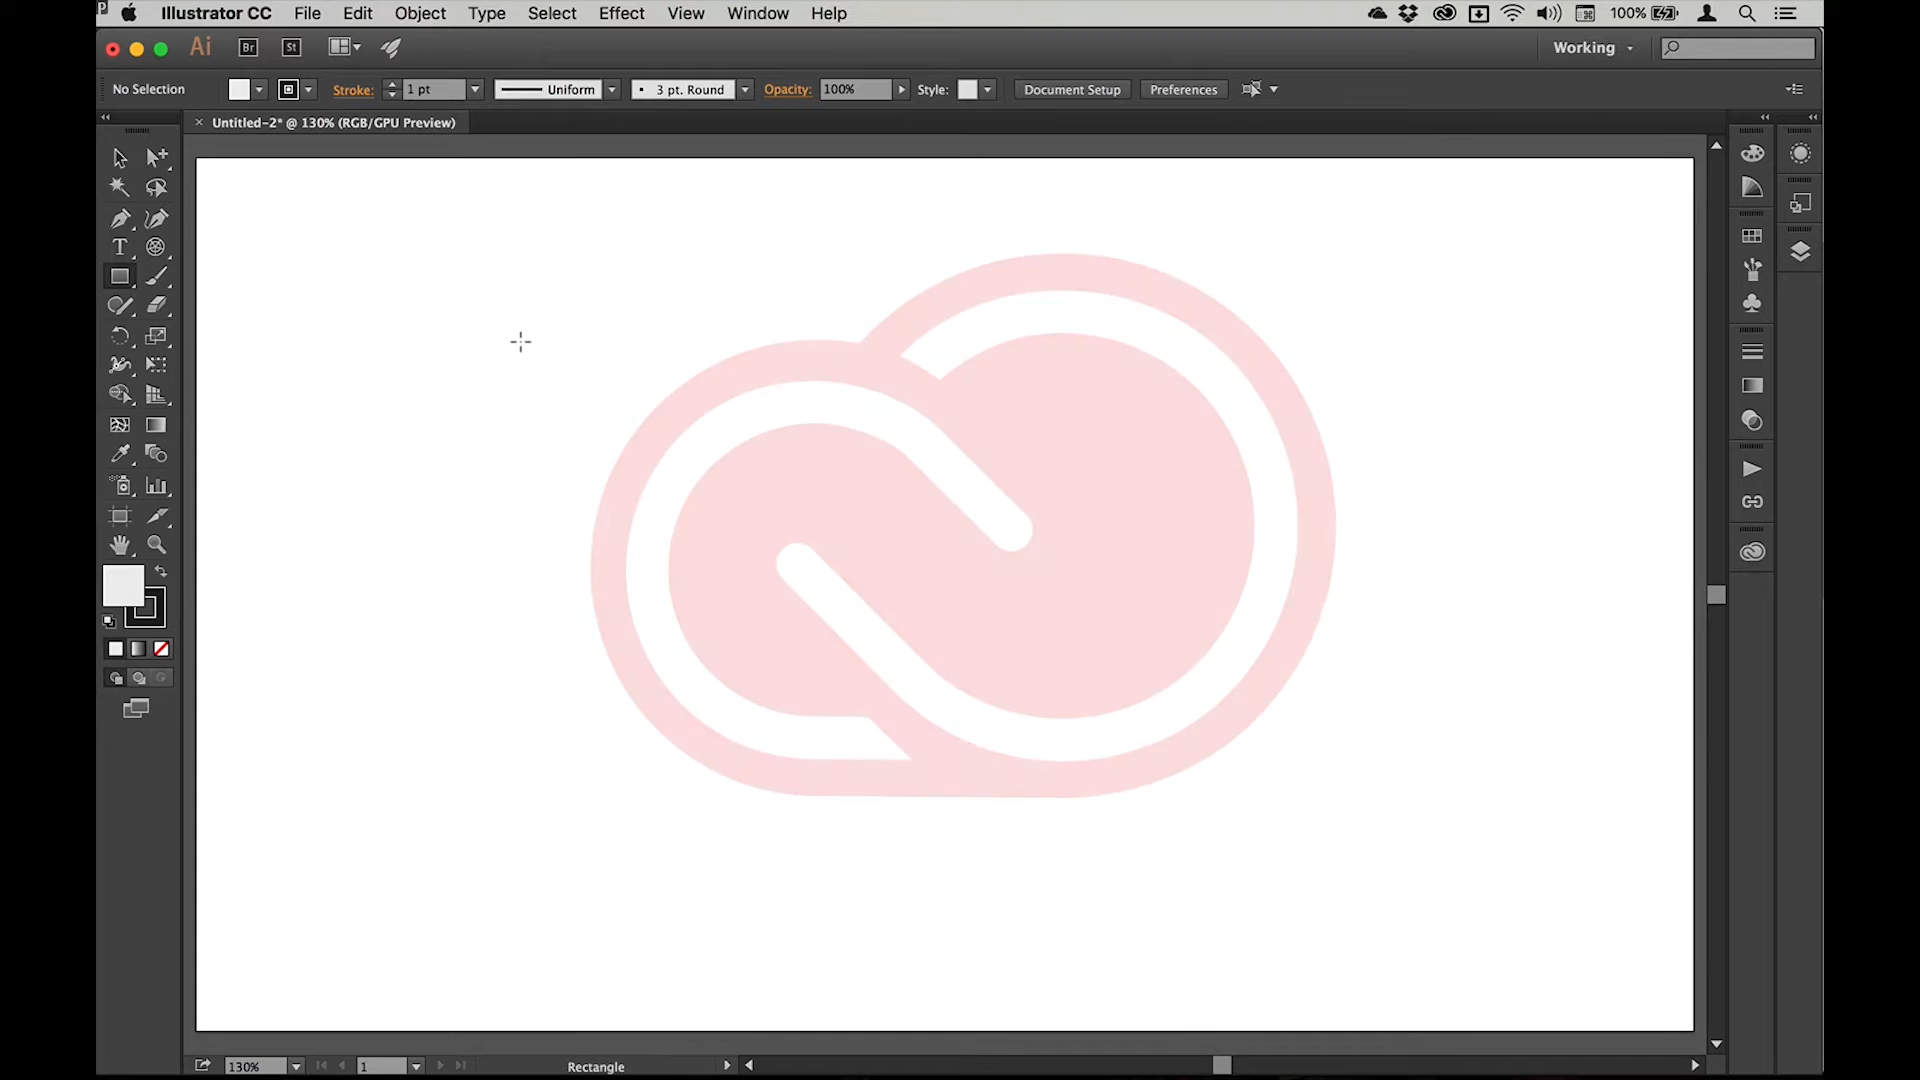 Illustrator CC File Edit Object Type Select Effect View Window Help 100%
Ai Br St Working
No Selection Stroke: 1 pt Uniform 3 pt. Round Opacity: 100% Style: Document Setup Preferences
× Untitled-2* @ 130% (RGB/GPU Preview)
T
130% 1 Rectangle